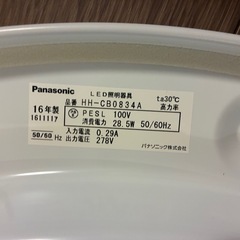 Panasonic LED照明器具 ta30℃
16年製 品番 HH-CB0834A 高力率
1611117 PSE PESL 100V
消費電力 28.5W 50/60Hz
50/60 Hz 入力電流 0.29A
出力電圧 278V パナソニック株式会社